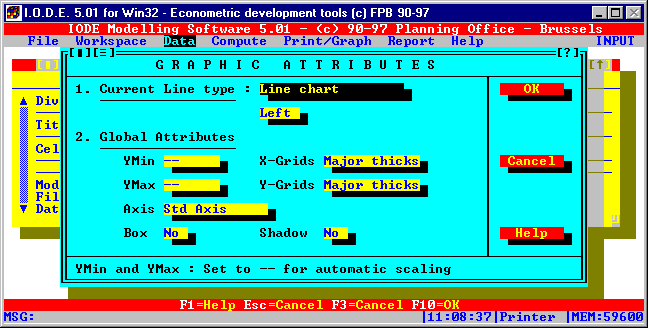 I.O.D.E. 5.01 for Win32 - Econometric development tools (c) FPB 90-97
IODE Modelling Software 5.01 - (c) 90-97 Planning Office - Brussels
File Workspace Data Compute Print/Graph Report Help INPUT
[?]
GRAPHIC ATTRIBUTES
1. Current Line type : Line chart
OK
Left
2. Global Attributes
YMin -- X-Grids Major thicks
Cancel
YMax -- Y-Grids Major thicks
Axis Std Axis
Box No Shadow No
Help
YMin and YMax : Set to -- for automatic scaling
Div
Tit
Cel
Mod
Fil
Dat
F1=Help Esc=Cancel F3=Cancel F10=OK
MSG: |11:08:37|Printer |MEM:59600